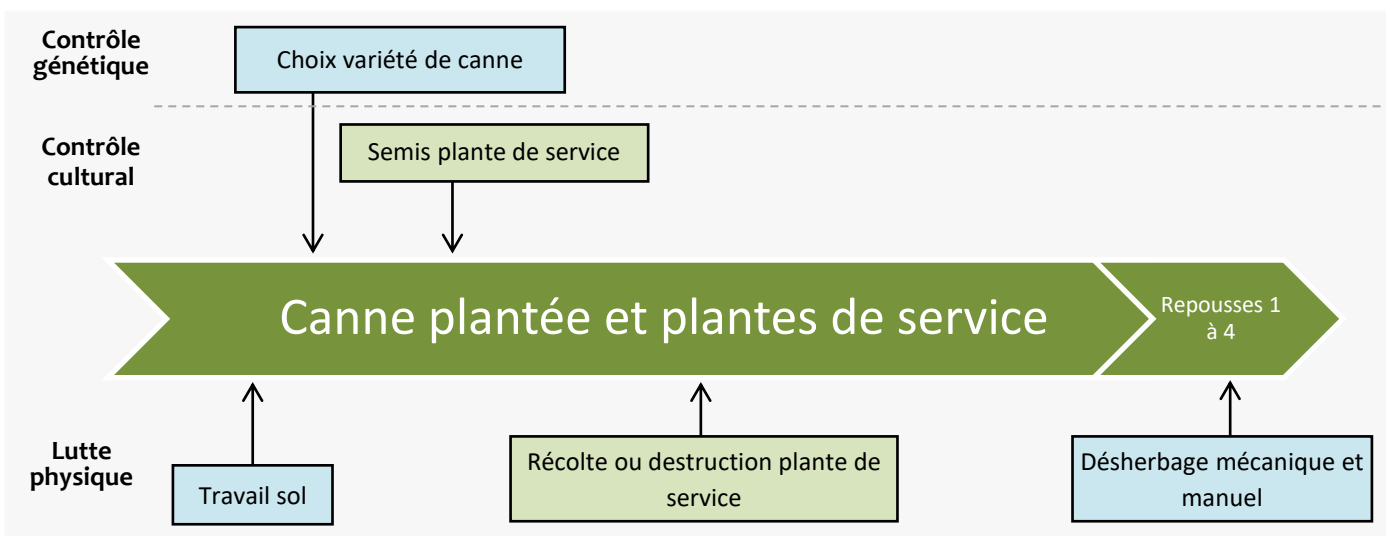 Contrôle
génétique
Choix variété de canne
Contrôle
cultural
Semis plante de service
Canne plantée et plantes de service
Repousses 1
à 4
Lutte
physique
Travail sol
Récolte ou destruction plante de
service
Désherbage mécanique et
manuel